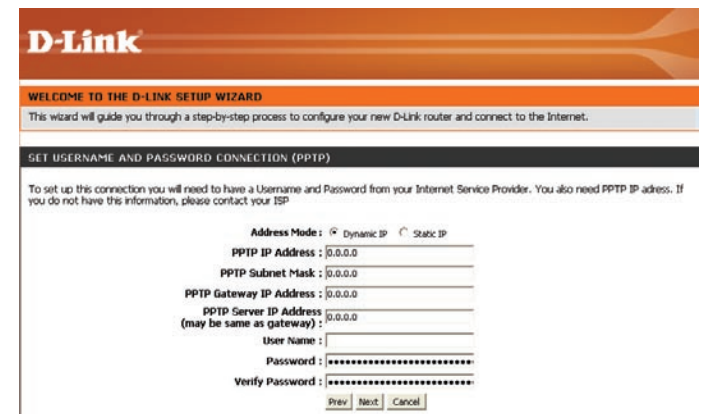 D-Link
WELCOME TO THE D-LINK SETUP WIZARD
This wizard will guide you through a step-by-step process to configure your new D-Link router and connect to the Internet.
SET USERNAME AND PASSWORD CONNECTION (PPTP)
To set up this connection you will need to have a Username and Password from your Internet Service Provider. You also need PPTP IP adress. If
you do not have this information, please contact your ISP
Address Mode : Dynamic IP Static IP
PPTP IP Address : 0.0.0.0
PPTP Subnet Mask : 0.0.0.0
PPTP Gateway IP Address : 0.0.0.0
PPTP Server IP Address
(may be same as gateway) : 0.0.0.0
User Name :
Password : ••••••••••••••••••••••••
Verify Password : ••••••••••••••••••••••••
Prev Next Cancel